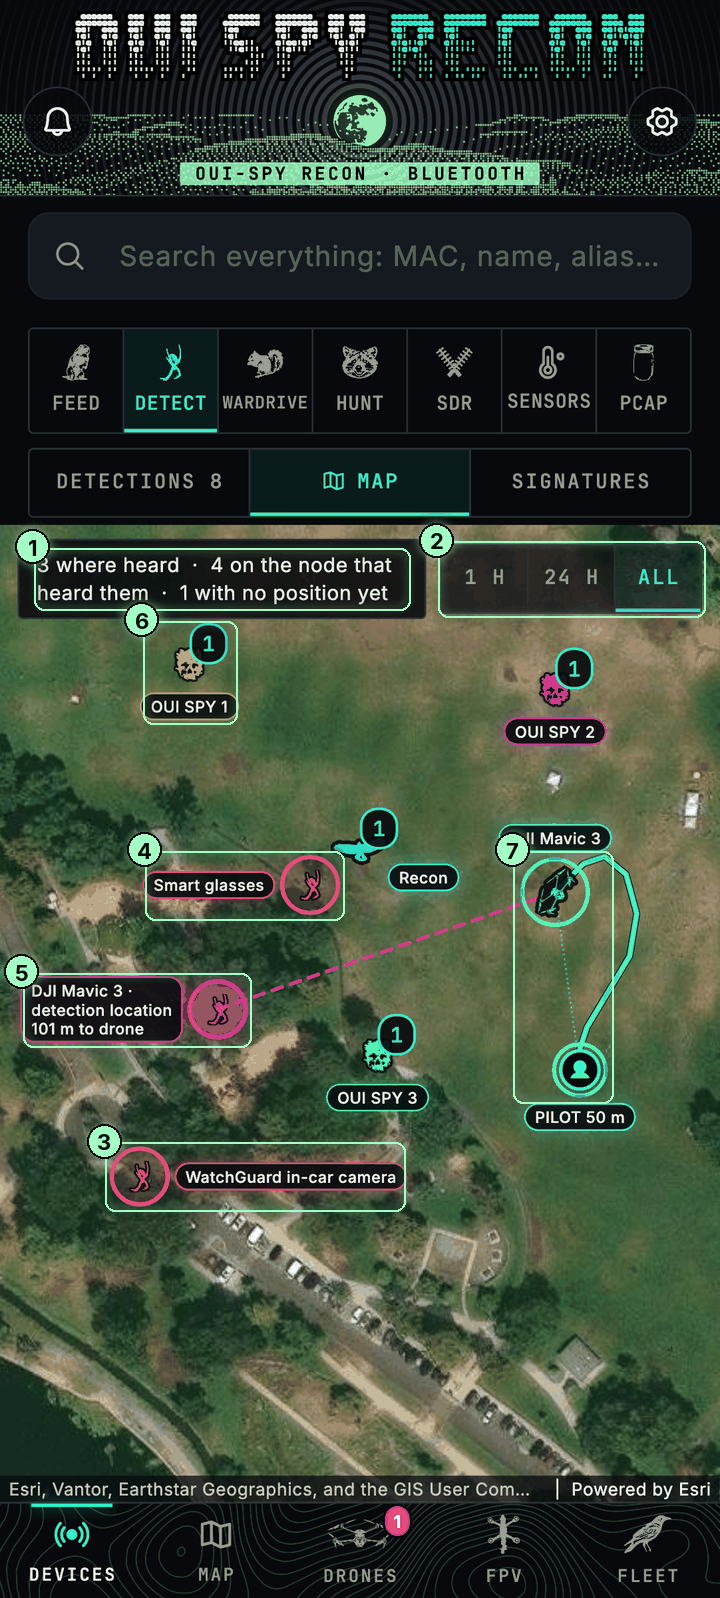 OUI SPY RECON
OUI-SPY RECON · BLUETOOTH
Search everything: MAC, name, alias...
FEED
DETECT
WARDRIVE
HUNT
SDR
SENSORS
PCAP
DETECTIONS 8
MAP
SIGNATURES
1
3 where heard · 4 on the node that
heard them · 1 with no position yet
2
1 H
24 H
ALL
6
1
OUI SPY 1
1
OUI SPY 2
1
Recon
4
Smart glasses
7
Mavic 3
5
DJI Mavic 3 ·
detection location
101 m to drone
1
OUI SPY 3
PILOT 50 m
3
WatchGuard in-car camera
Esri, Vantor, Earthstar Geographics, and the GIS User Com...
Powered by Esri
DEVICES
MAP
1
DRONES
FPV
FLEET